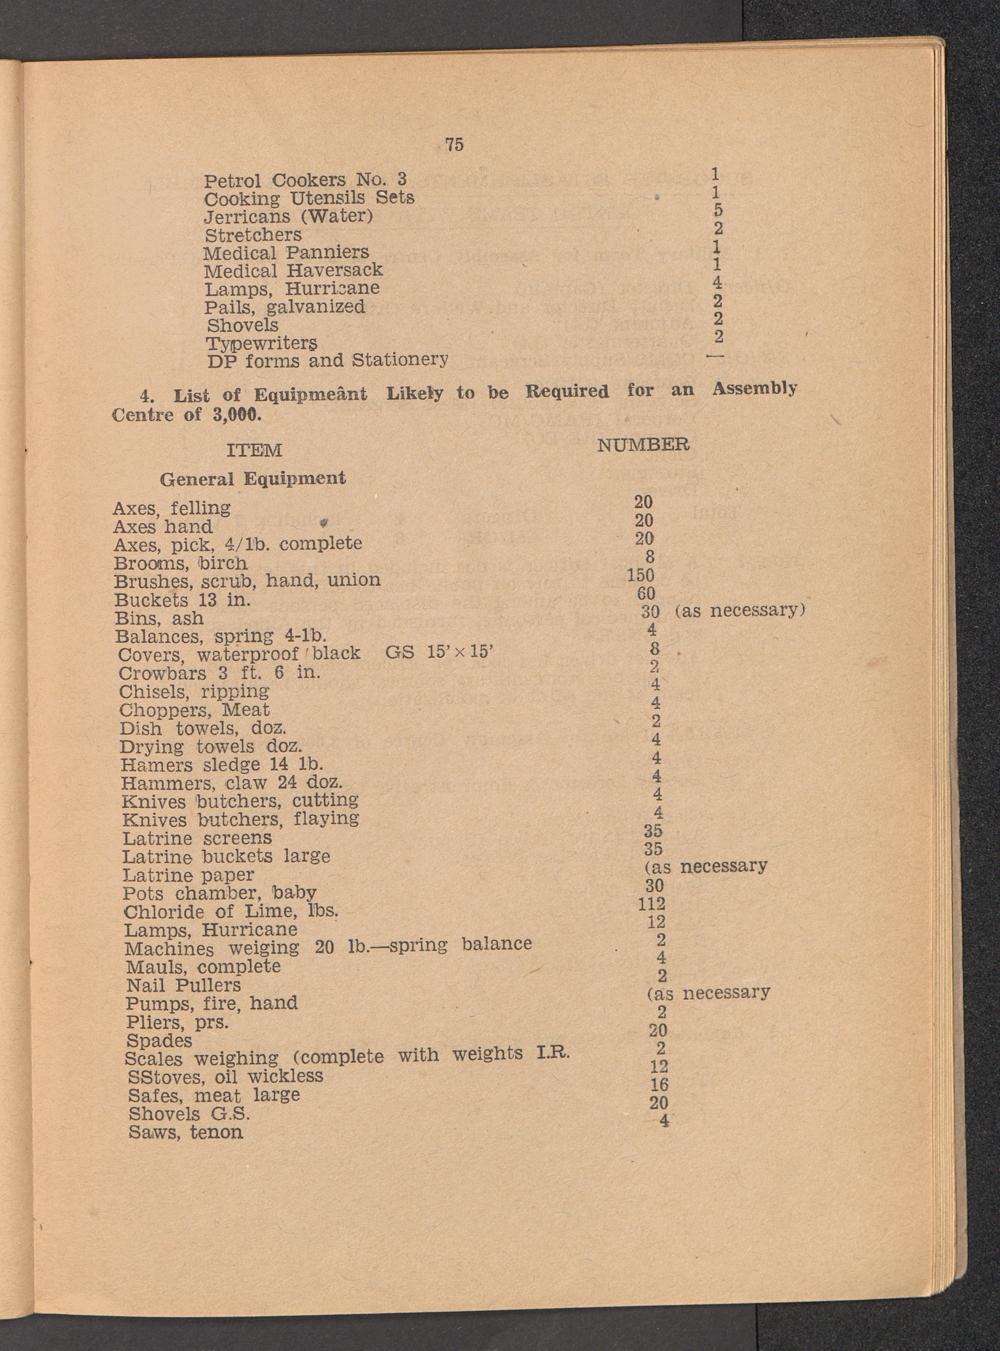 75
Petrol Cookers No. 3 1
Cooking Utensils Sets 1
Jerricans (Water) 5
Stretchers 2
Medical Panniers 1
Medical Haversack 1
Lamps, Hurricane 4
Pails, galvanized 2
Shovels 2
Typewriters 2
DP forms and Stationery —
4. List of Equipmeânt Likely to be Required for an Assembly
Centre of 3,000.
ITEM NUMBER
General Equipment
Axes, felling 20
Axes hand 20
Axes, pick, 4/lb. complete 20
Brooms, birch 8
Brushes, scrub, hand, union 150
Buckets 13 in. 60
Bins, ash 30 (as necessary)
Balances, spring 4-lb. 4
Covers, waterproof black GS 15'×15' 8
Crowbars 3 ft. 6 in. 2
Chisels, ripping 4
Choppers, Meat 4
Dish towels, doz. 2
Drying towels doz. 4
Hamers sledge 14 lb. 4
Hammers, claw 24 doz. 4
Knives butchers, cutting 4
Knives butchers, flaying 4
Latrine screens 35
Latrine buckets large 35
Latrine paper (as necessary
Pots chamber, baby 30
Chloride of Lime, lbs. 112
Lamps, Hurricane 12
Machines weiging 20 lb.—spring balance 2
Mauls, complete 4
Nail Pullers 2
Pumps, fire, hand (as necessary
Pliers, prs. 2
Spades 20
Scales weighing (complete with weights I.R. 2
SStoves, oil wickless 12
Safes, meat large 16
Shovels G.S. 20
Saws, tenon 4